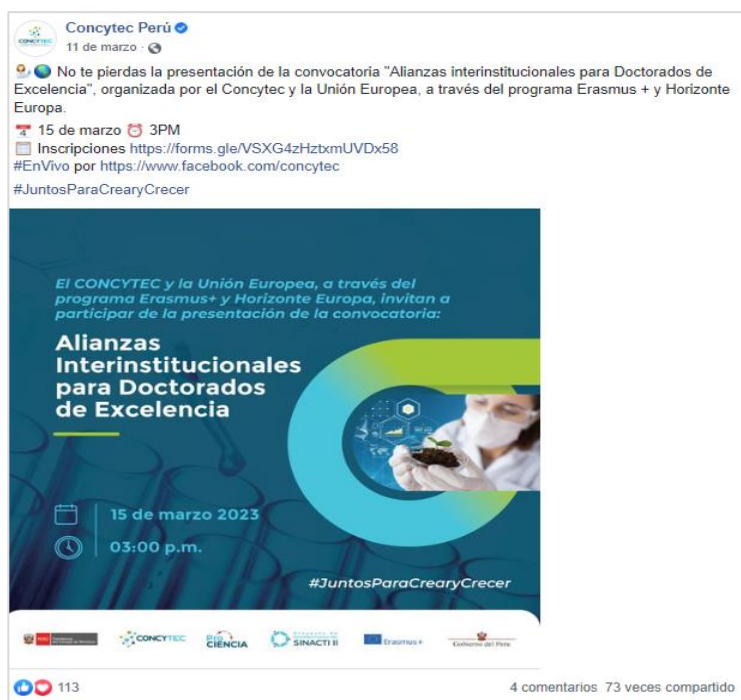 Concytec Perú
11 de marzo ·
No te pierdas la presentación de la convocatoria "Alianzas interinstitucionales para Doctorados de
Excelencia", organizada por el Concytec y la Unión Europea, a través del programa Erasmus + y Horizonte
Europa.
15 de marzo 3PM
Inscripciones https://forms.gle/VSXG4zHztxmUVDx58
#EnVivo por https://www.facebook.com/concytec
#JuntosParaCrearyCrecer
El CONCYTEC y la Unión Europea, a través del
programa Erasmus+ y Horizonte Europa, invitan a
participar de la presentación de la convocatoria:
Alianzas
Interinstitucionales
para Doctorados
de Excelencia
15 de marzo 2023
03:00 p.m.
#JuntosParaCrearyCrecer
PERÚ
CONCYTEC
Pro CIENCIA
SINACTI II
Erasmus+
Gobierno del Perú
113
4 comentarios 73 veces compartido